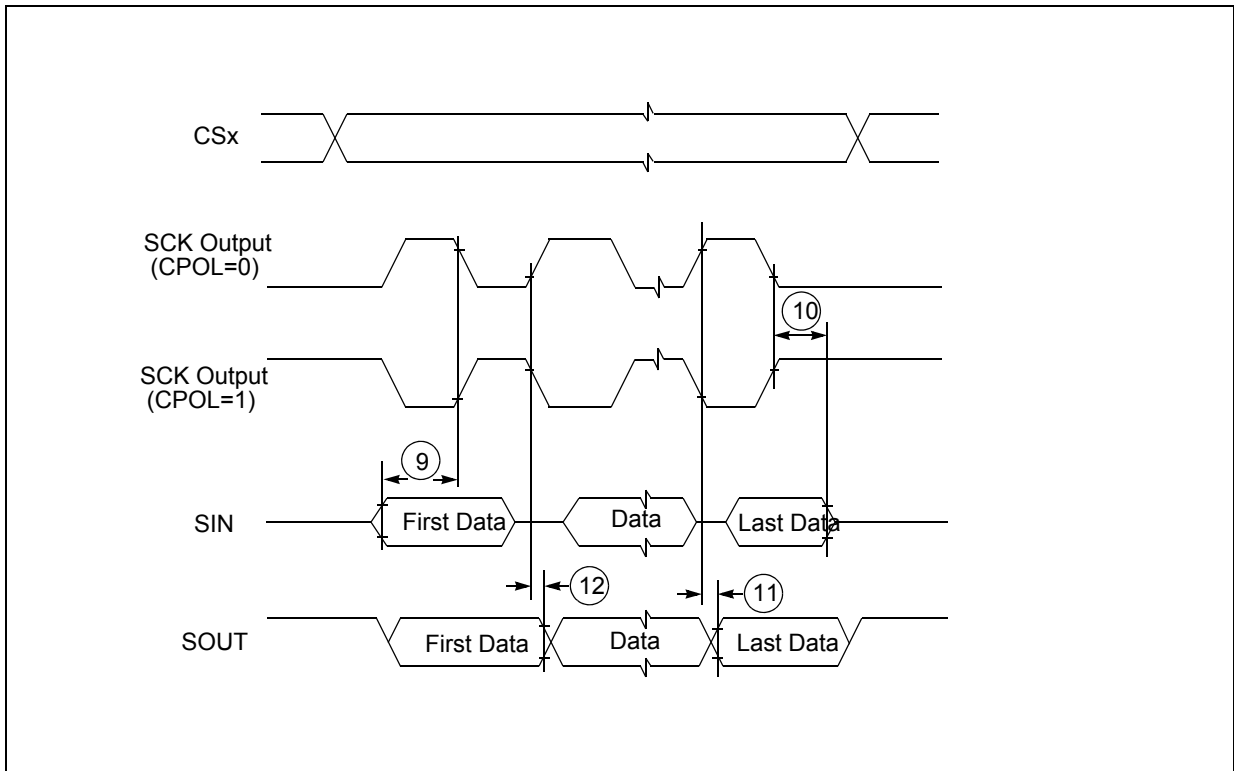 CSx
SCK Output
(CPOL=0)
10
SCK Output
(CPOL=1)
9
SIN
First Data
Data
Last Data
12
11
SOUT
First Data
Data
Last Data